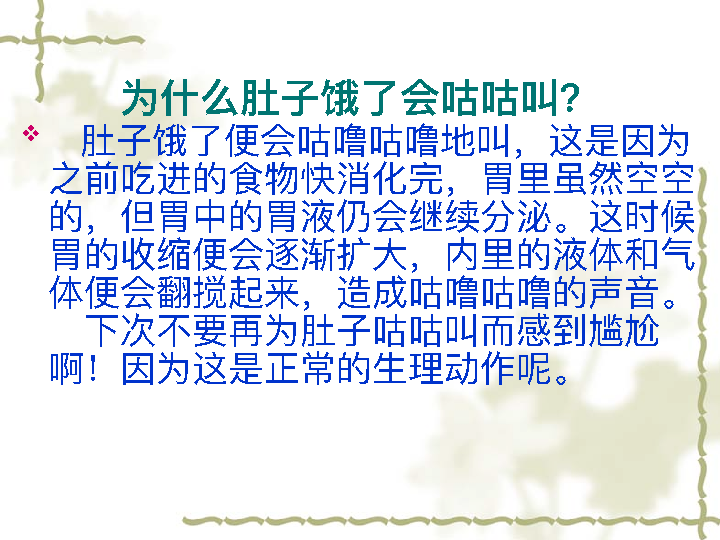 为什么肚子饿了会咕咕叫?
肚子饿了便会咕噜咕噜地叫，这是因为
之前吃进的食物快消化完，胃里虽然空空
的，但胃中的胃液仍会继续分泌。这时候
胃的收缩便会逐渐扩大，内里的液体和气
体便会翻搅起来，造成咕噜咕噜的声音。
下次不要再为肚子咕咕叫而感到尴尬
啊！因为这是正常的生理动作呢。